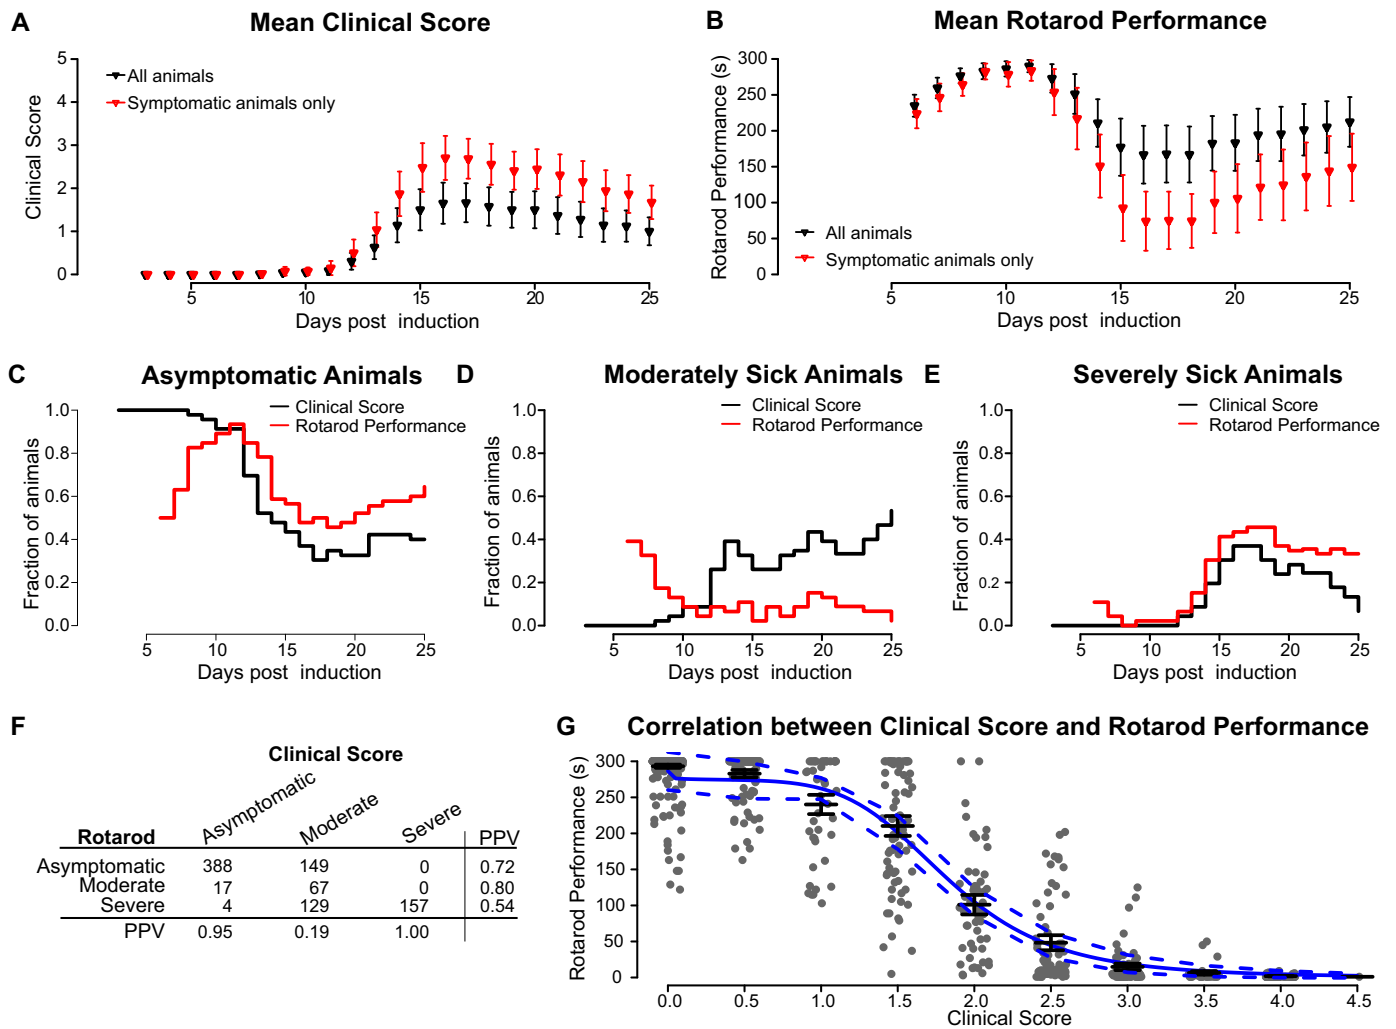 A
Mean Clinical Score
5
4
3
2
1
0
Clinical Score
All animals
Symptomatic animals only
5
10
15
20
25
Days post induction
B
Mean Rotarod Performance
300
250
200
150
100
50
0
Rotarod Performance (s)
All animals
Symptomatic animals only
5
10
15
20
25
Days post induction
C
Asymptomatic Animals
1.0
0.8
0.6
0.4
0.2
0.0
Fraction of animals
Clinical Score
Rotarod Performance
5
10
15
20
25
Days post induction
D
Moderately Sick Animals
1.0
0.8
0.6
0.4
0.2
0.0
Fraction of animals
Clinical Score
Rotarod Performance
5
10
15
20
25
Days post induction
E
Severely Sick Animals
1.0
0.8
0.6
0.4
0.2
0.0
Fraction of animals
Clinical Score
Rotarod Performance
5
10
15
20
25
Days post induction
F
Clinical Score
Rotarod Asymptomatic Moderate Severe PPV
Asymptomatic 388 149 0 0.72
Moderate 17 67 0 0.80
Severe 4 129 157 0.54
PPV 0.95 0.19 1.00
G
Correlation between Clinical Score and Rotarod Performance
300
250
200
150
100
50
0
Rotarod Performance (s)
0.0
0.5
1.0
1.5
2.0
2.5
3.0
3.5
4.0
4.5
Clinical Score